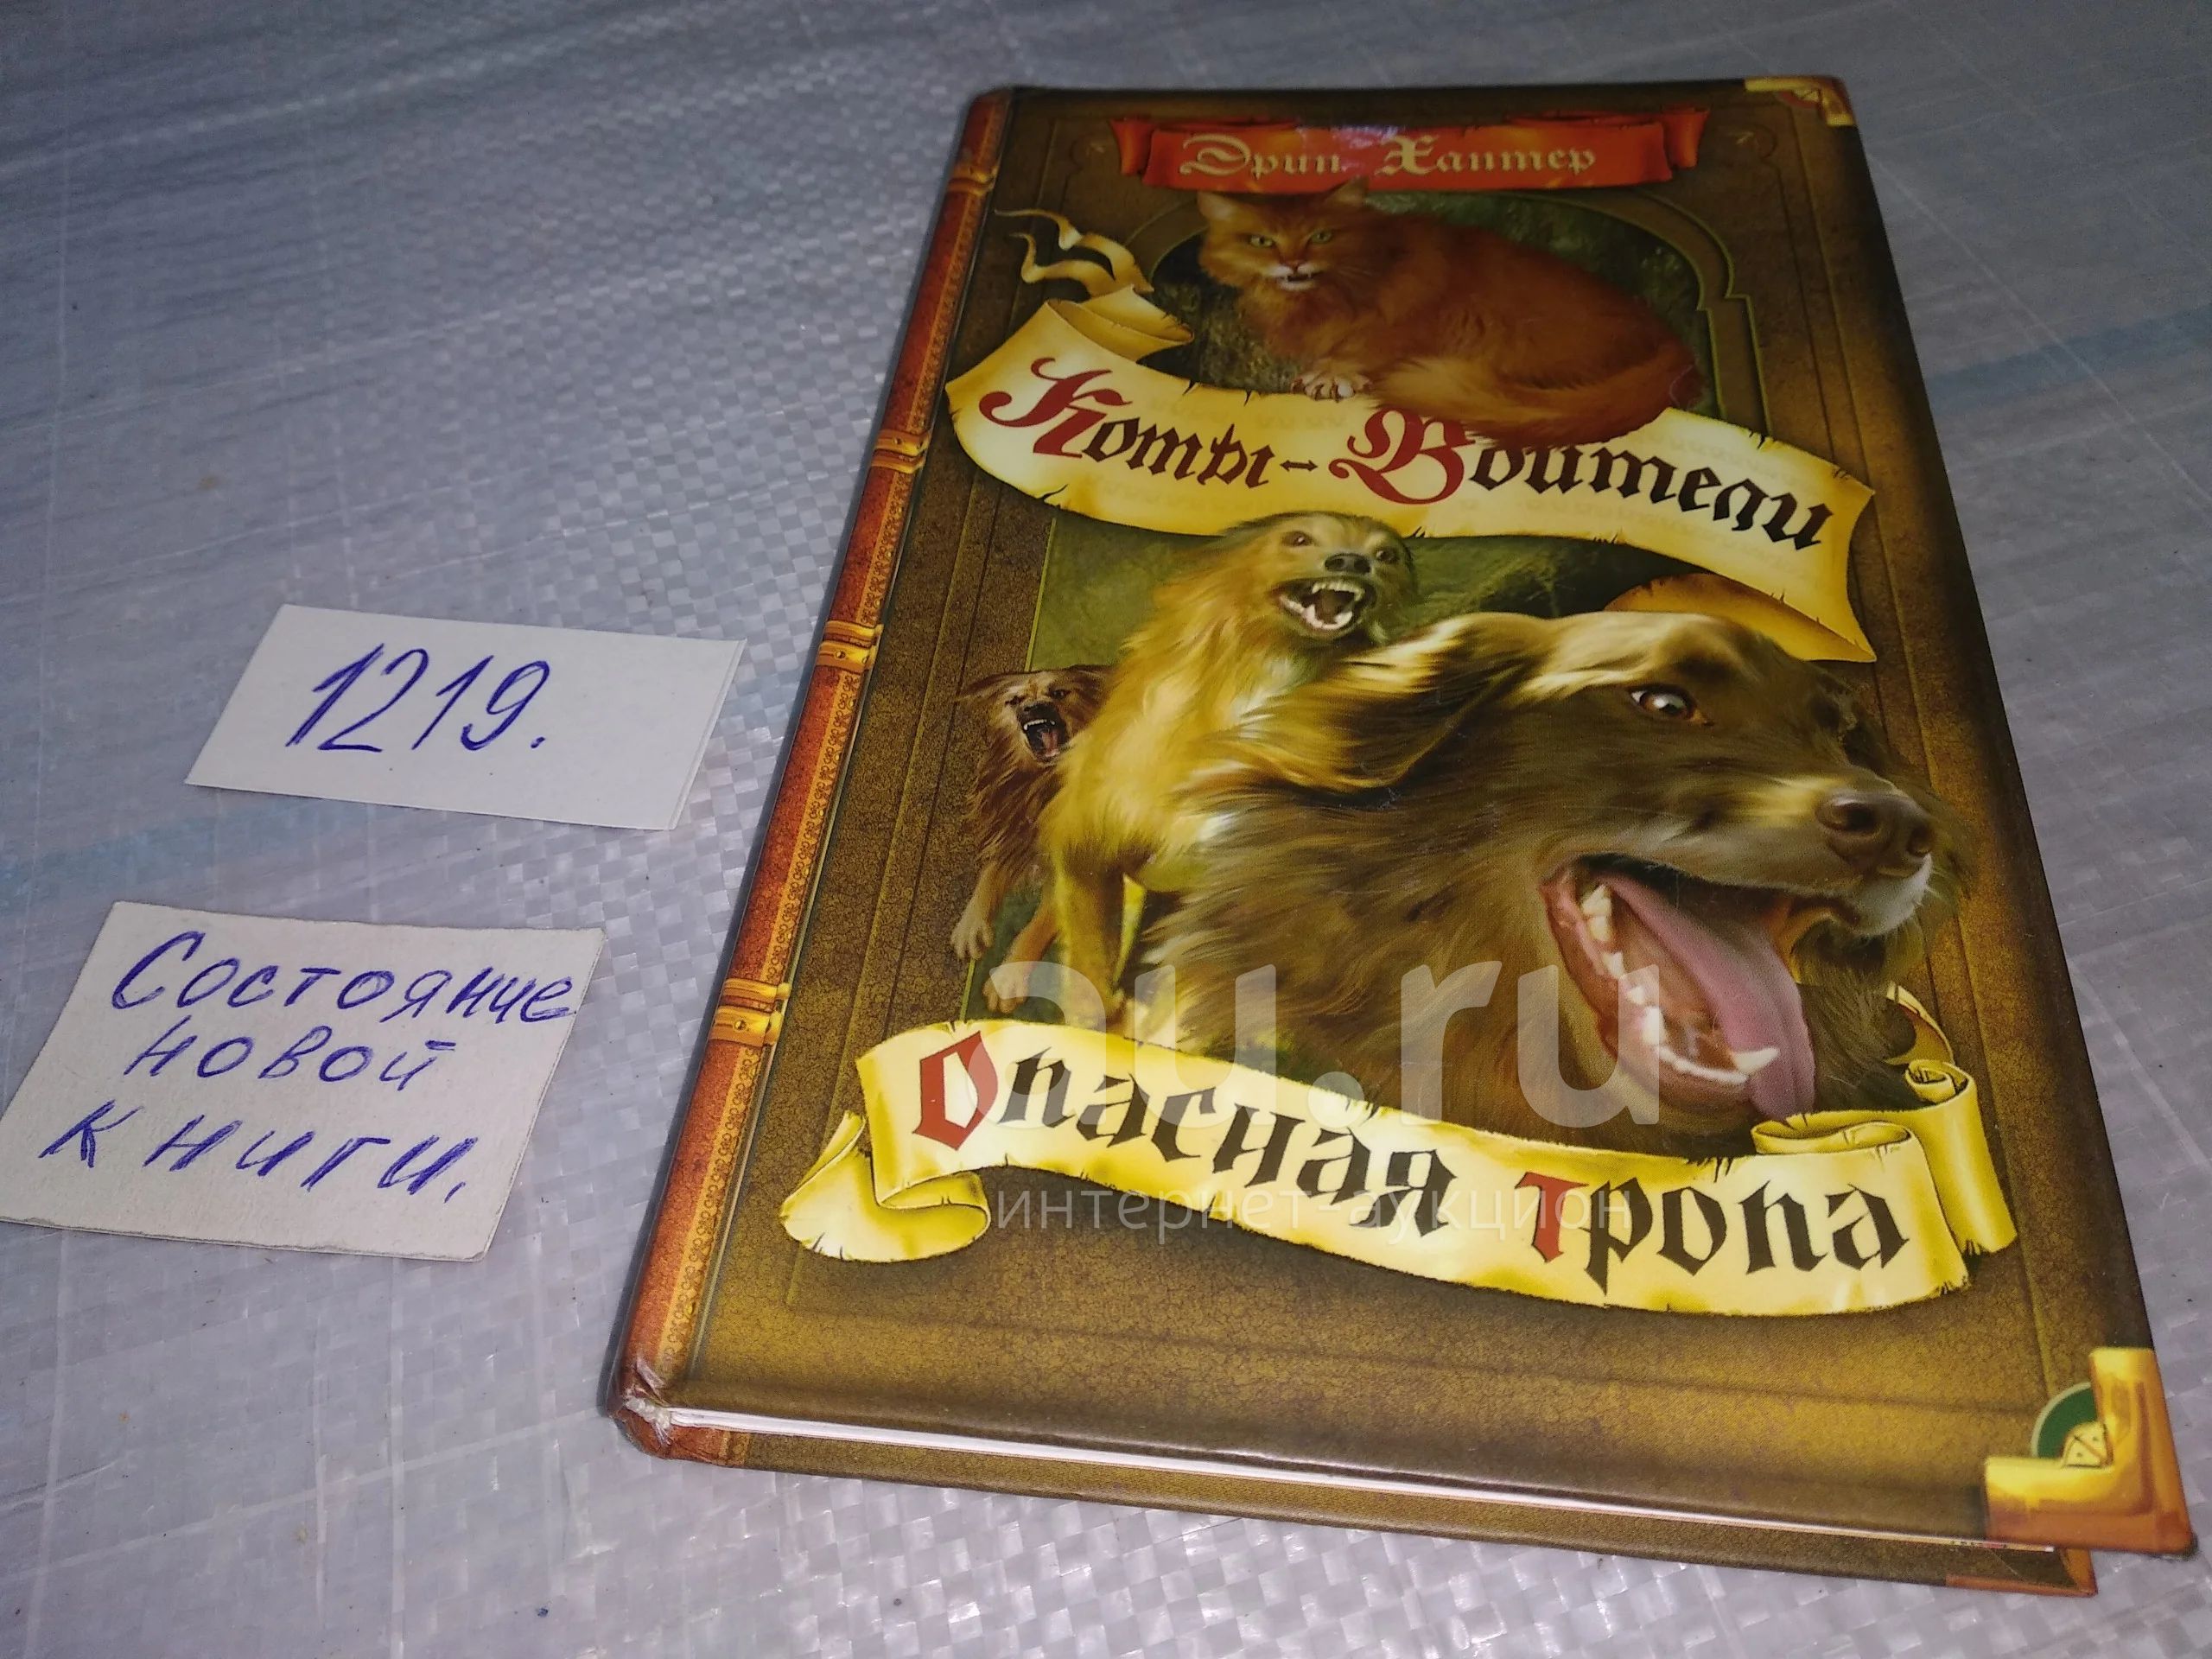 Эрин Хантер
Коты-Воители
1219.
Состояние
новой
книги.
au.ru
Опасная тропа
интернет-аукцион